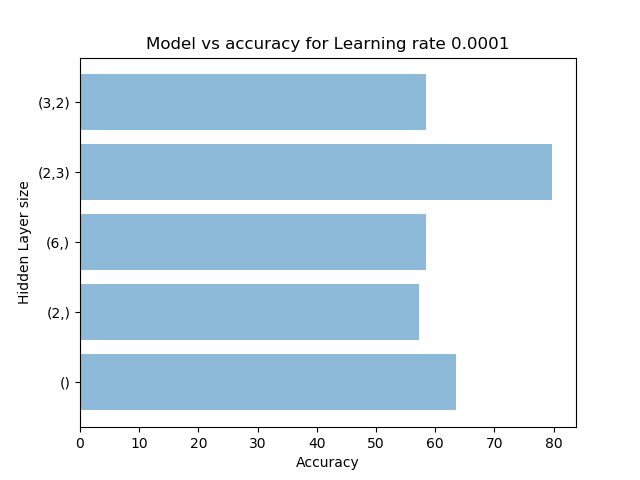 Model vs accuracy for Learning rate 0.0001
Hidden Layer size
(3,2)
(2,3)
(6,)
(2,)
()
0 10 20 30 40 50 60 70 80
Accuracy